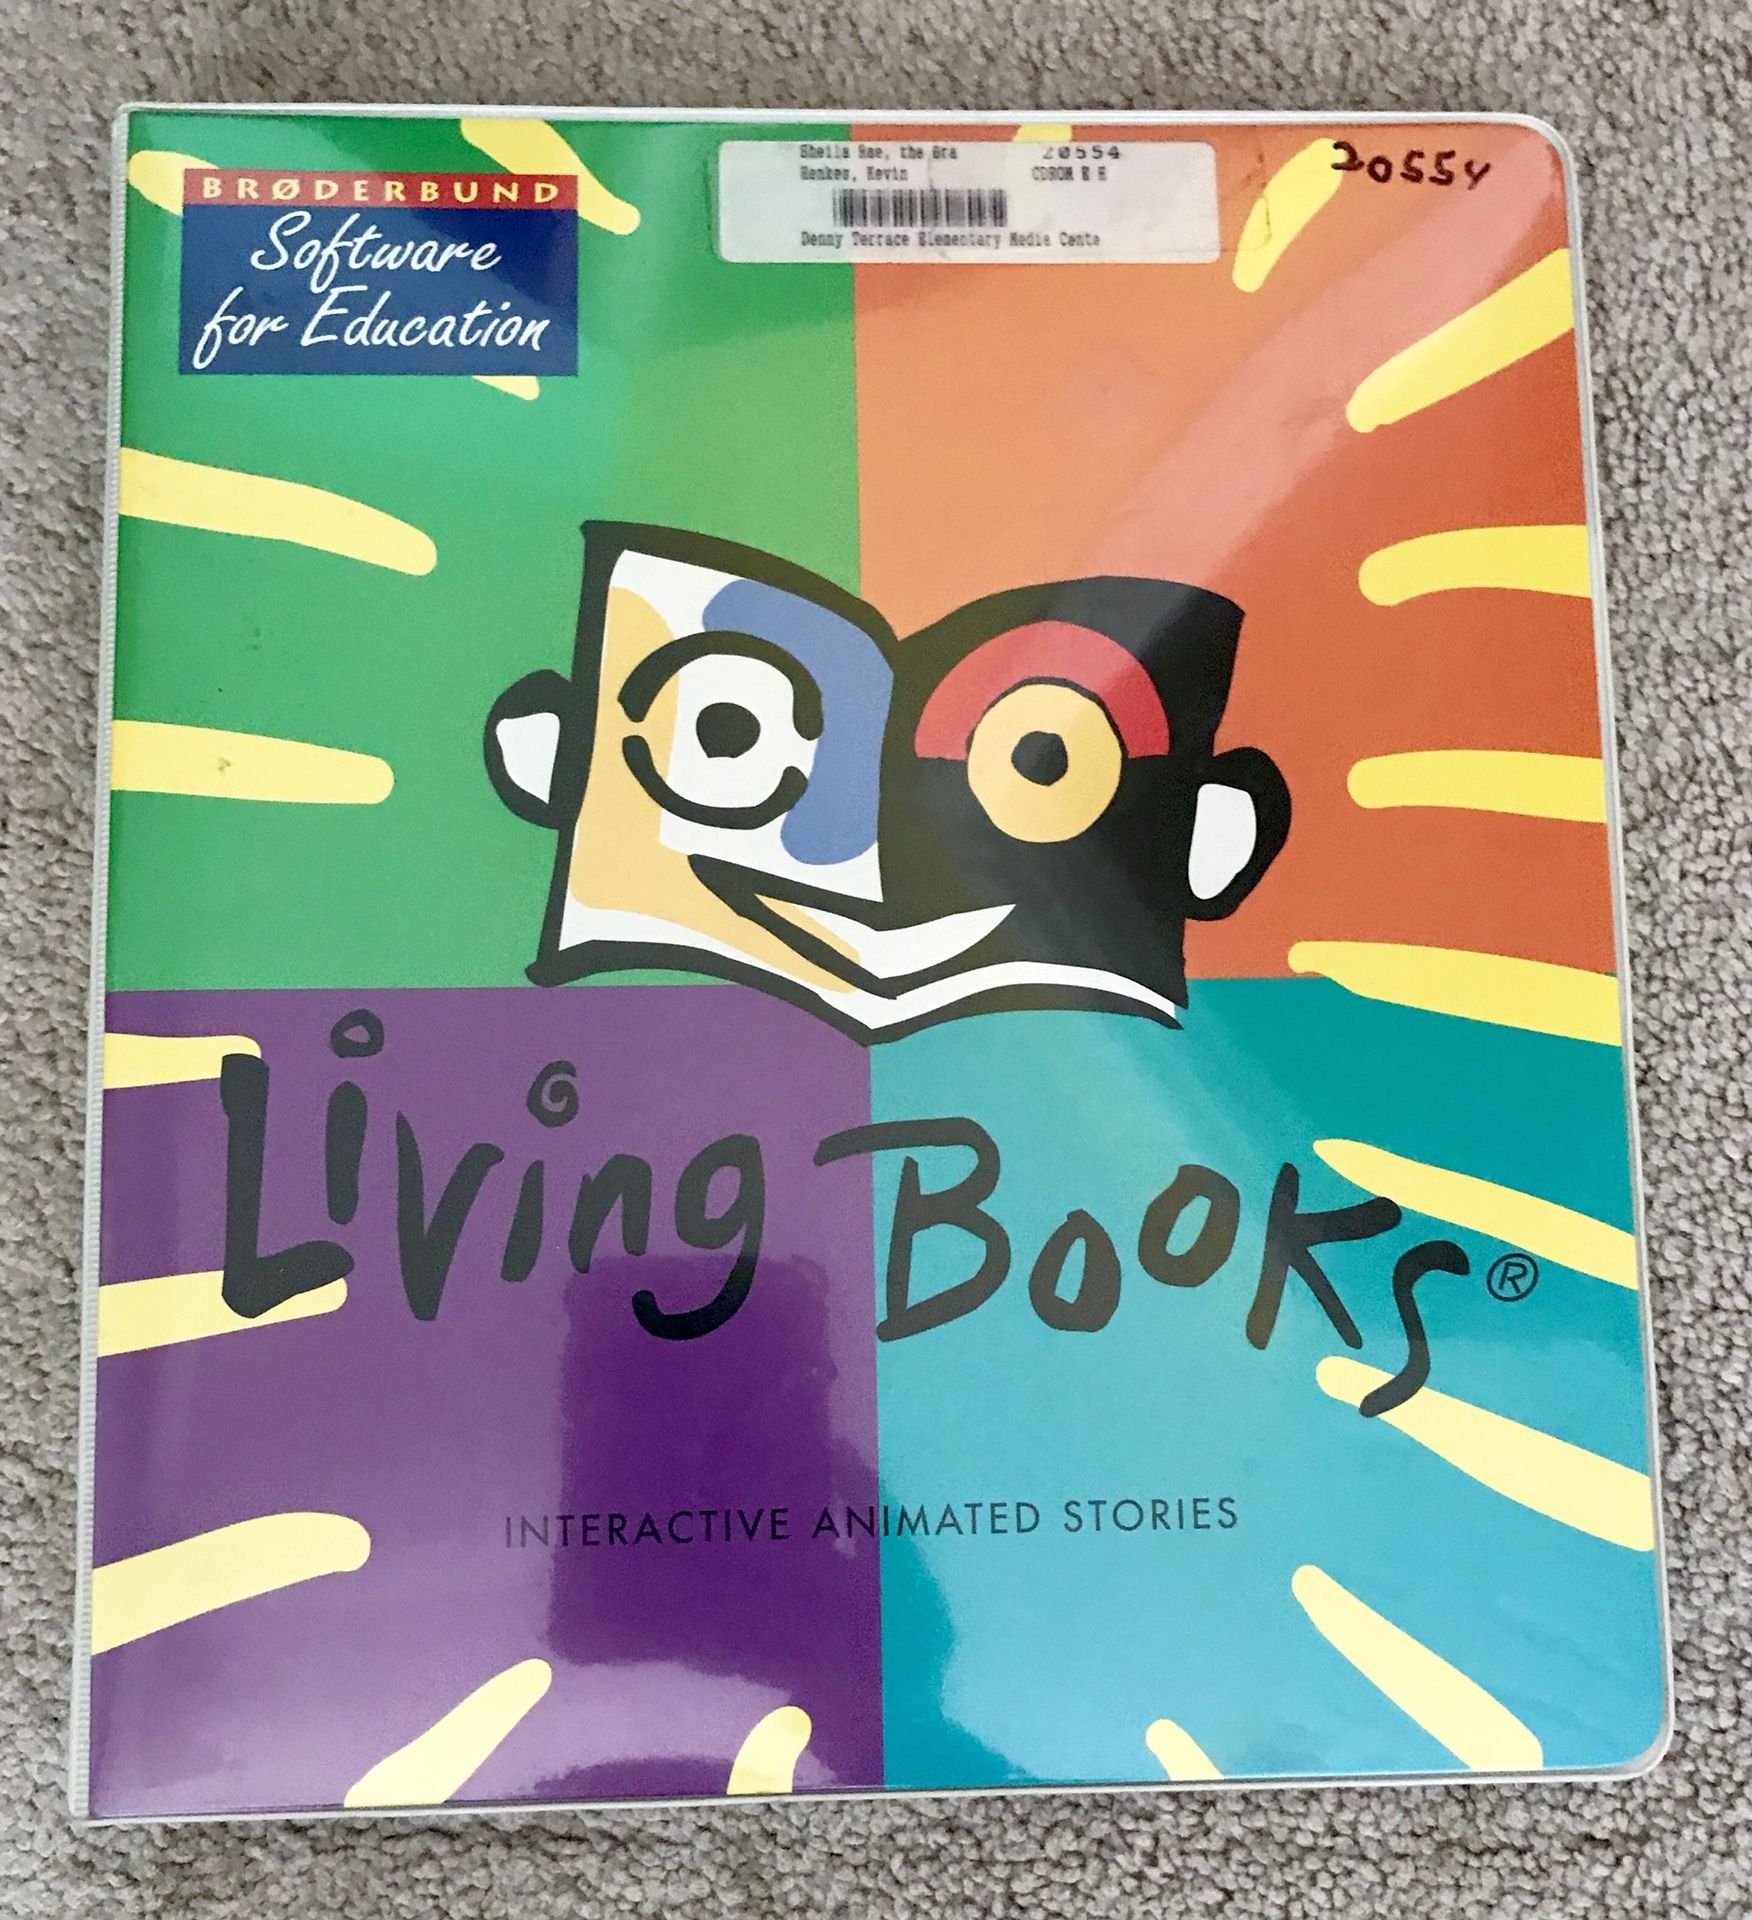 BRØDERBUND
Software
for Education
Sheila Rae, the Bra 20554
Henkes, Kevin CDROM E H
Denny Terrace Elementary Media Cente
20554
Living Books®
INTERACTIVE ANIMATED STORIES